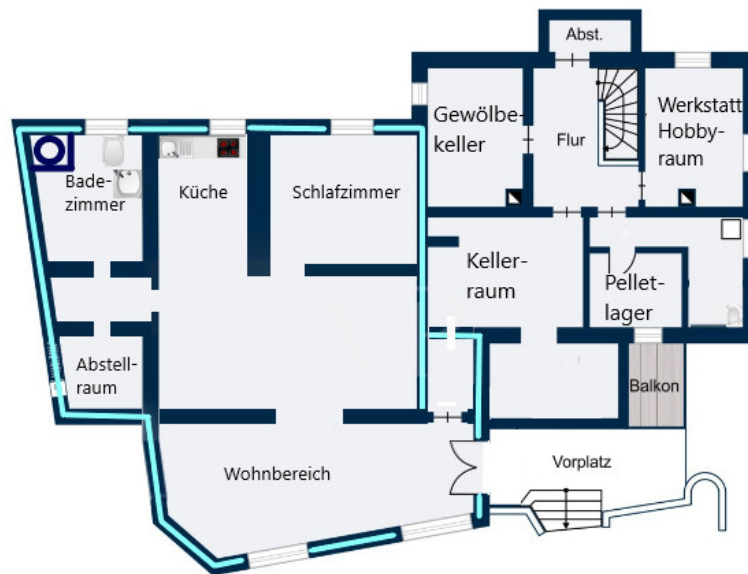 Abst.
Gewölbe-
keller
Flur
Werkstatt
Hobby-
raum
Bade-
zimmer
Küche
Schlafzimmer
Keller-
raum
Pellet-
lager
Abstell-
raum
Balkon
Wohnbereich
Vorplatz